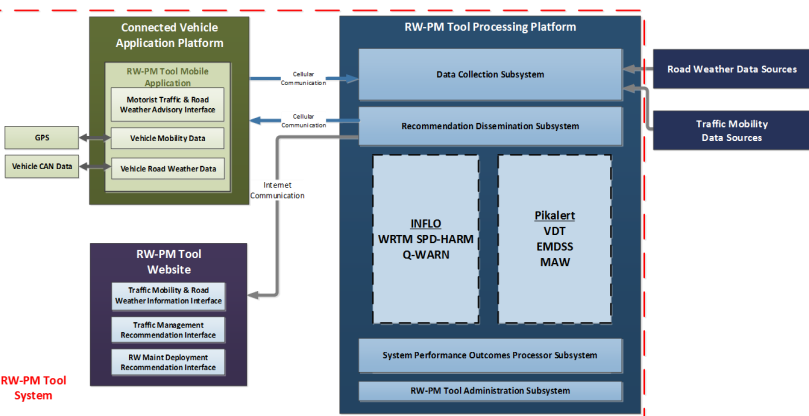 Connected Vehicle
Application Platform
RW-PM Tool Mobile
Application
Motorist Traffic & Road
Weather Advisory Interface
Vehicle Mobility Data
Vehicle Road Weather Data
GPS
Vehicle CAN Data
Cellular
Communication
Cellular
Communication
Internet
Communication
RW-PM Tool
Website
Traffic Mobility & Road
Weather Information Interface
Traffic Management
Recommendation Interface
RW Maint Deployment
Recommendation Interface
RW-PM Tool
System
RW-PM Tool Processing Platform
Data Collection Subsystem
Recommendation Dissemination Subsystem
INFLO
WRTM SPD-HARM
Q-WARN
Pikalert
VDT
EMDSS
MAW
System Performance Outcomes Processor Subsystem
RW-PM Tool Administration Subsystem
Road Weather Data Sources
Traffic Mobility
Data Sources